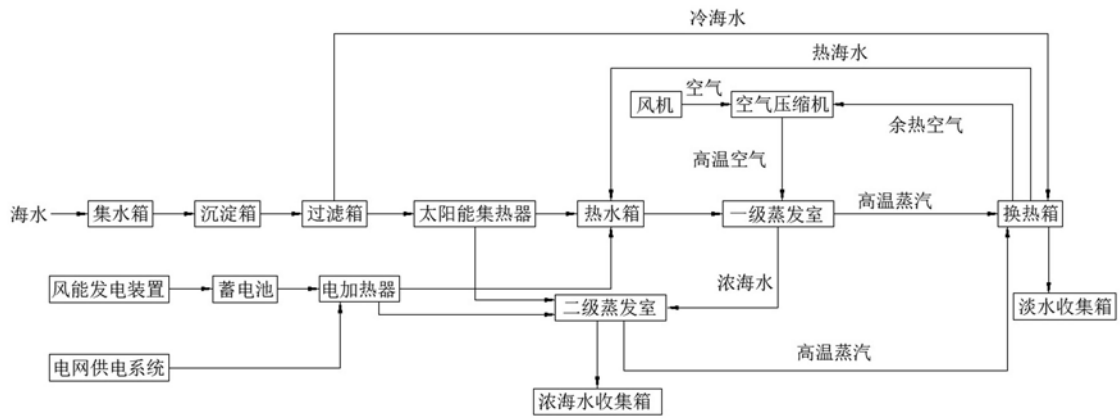 冷海水
热海水
空气
风机
空气压缩机
余热空气
高温空气
海水
集水箱
沉淀箱
过滤箱
太阳能集热器
热水箱
一级蒸发室
高温蒸汽
换热箱
风能发电装置
蓄电池
电加热器
浓海水
二级蒸发室
淡水收集箱
电网供电系统
高温蒸汽
浓海水收集箱